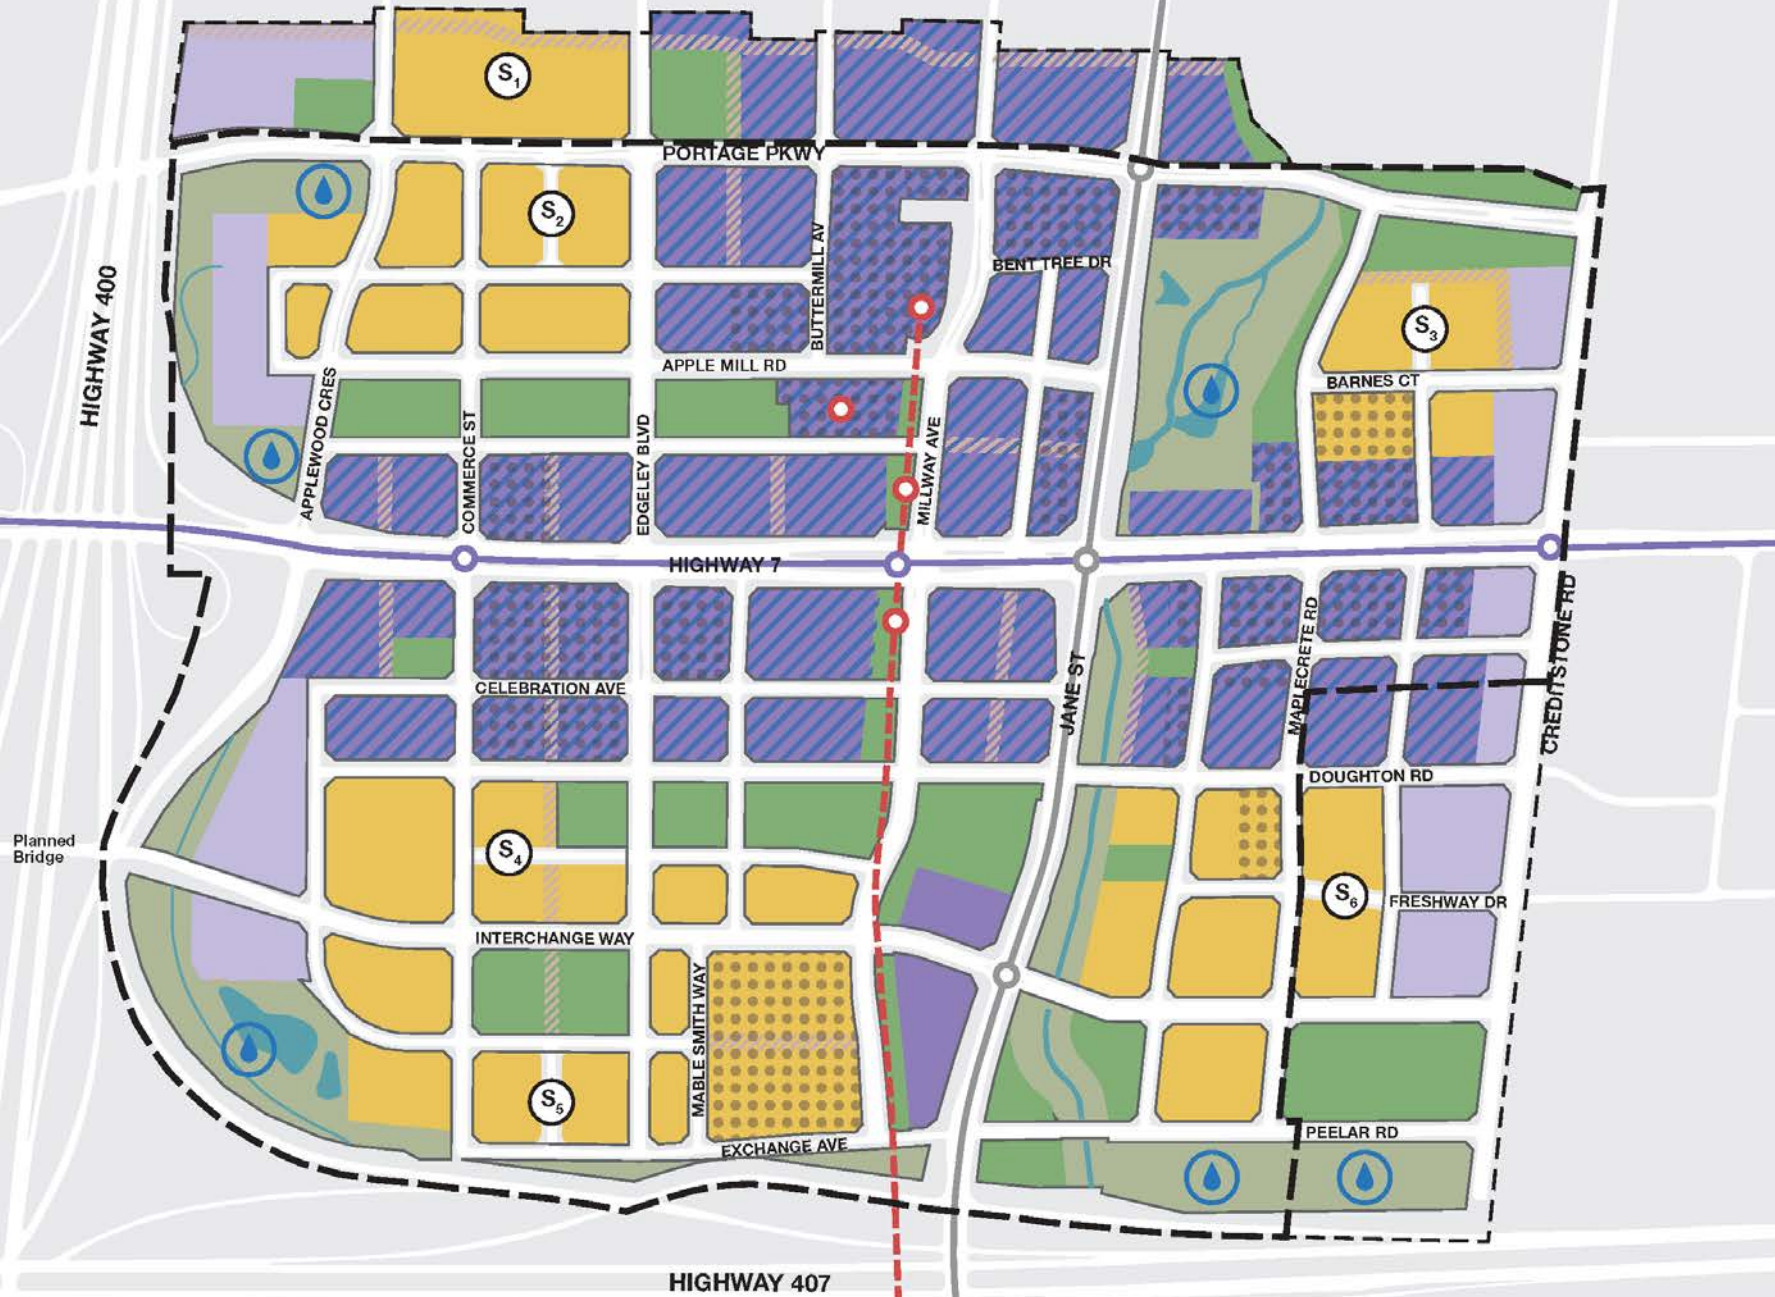 S1
PORTAGE PKWY
S2
BUTTERMILL AV
BENT TREE DR
HIGHWAY 400
S3
APPLE MILL RD
BARNES CT
APPLEWOOD CRES
COMMERCE ST
EDGELEY BLVD
MILLWAY AVE
HIGHWAY 7
CREDITSTONE RD
MAPLECRETE RD
JANE ST
CELEBRATION AVE
DOUGHTON RD
Planned
Bridge
S4
S6
FRESHWAY DR
INTERCHANGE WAY
MABLE SMITH WAY
S5
EXCHANGE AVE
PEELAR RD
HIGHWAY 407